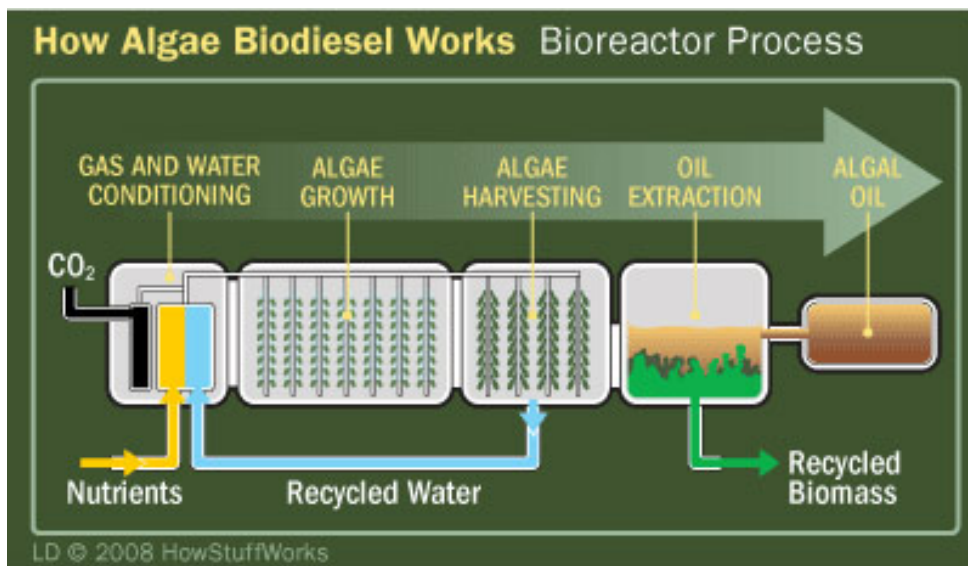 How Algae Biodiesel Works Bioreactor Process
GAS AND WATER
CONDITIONING
ALGAE
GROWTH
ALGAE
HARVESTING
OIL
EXTRACTION
ALGAL
OIL
CO₂
Nutrients
Recycled Water
Recycled
Biomass
LD © 2008 HowStuffWorks